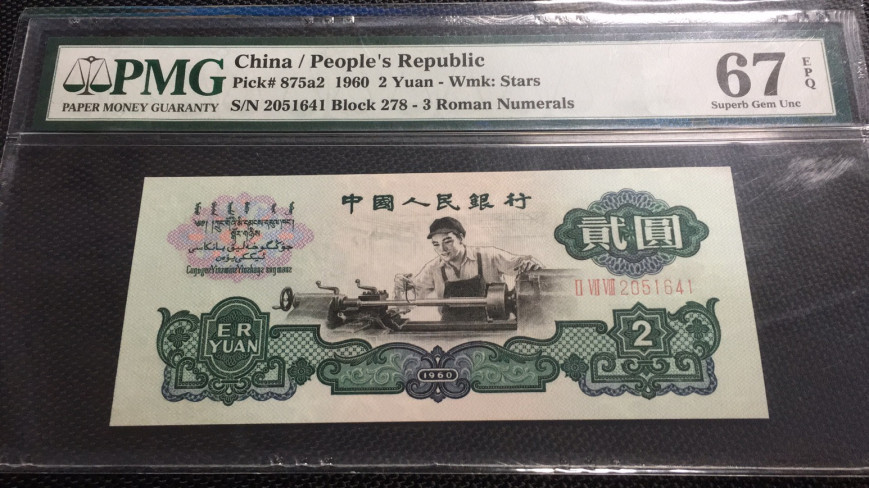 PMG
PAPER MONEY GUARANTY
China / People's Republic
Pick# 875a2 1960 2 Yuan - Wmk: Stars
S/N 2051641 Block 278 - 3 Roman Numerals
67 EPQ
Superb Gem Unc
中國人民銀行
貳圓
II VII VIII 2051641
ER
YUAN
2
1960